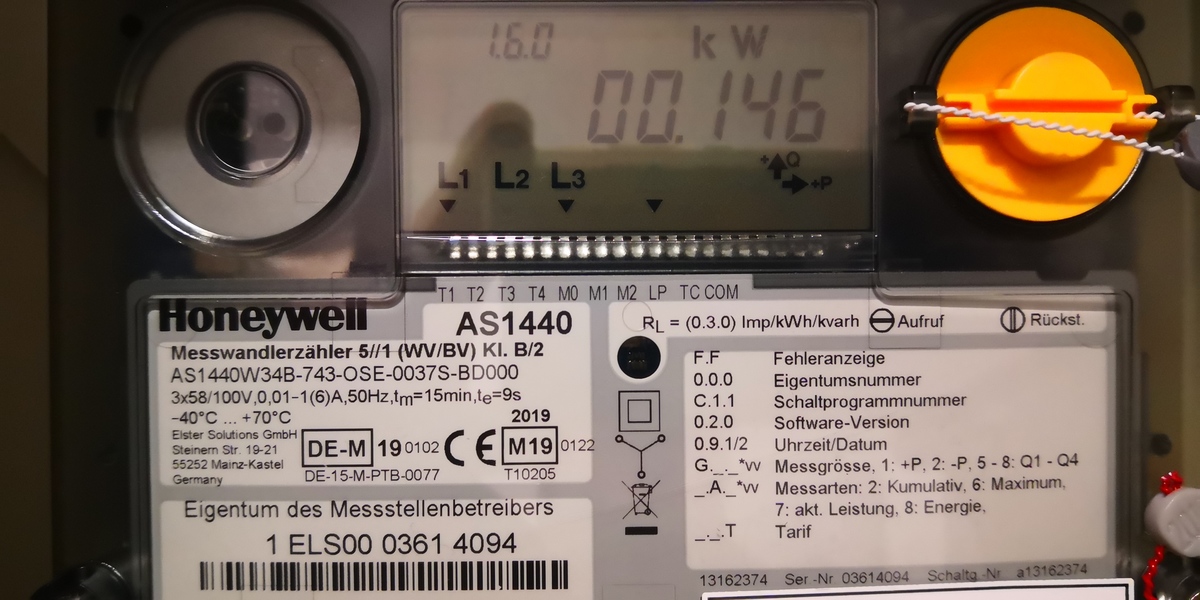 1.6.0 kW
00.146
L1 L2 L3 +Q +P
T1 T2 T3 T4 M0 M1 M2 LP TC COM
Honeywell AS1440
Messwandlerzähler 5//1 (WV/BV) Kl. B/2
AS1440W34B-743-OSE-0037S-BD000
3x58/100V,0,01-1(6)A,50Hz,tm=15min,te=9s
-40°C ... +70°C
2019
Elster Solutions GmbH
Steinern Str. 19-21
55252 Mainz-Kastel
Germany
DE-M 19 0102 CE M19 0122
DE-15-M-PTB-0077 T10205
Eigentum des Messstellenbetreibers
1 ELS00 0361 4094
RL = (0.3.0) Imp/kWh/kvarh Aufruf Rückst.
F.F Fehleranzeige
0.0.0 Eigentumsnummer
C.1.1 Schaltprogrammnummer
0.2.0 Software-Version
0.9.1/2 Uhrzeit/Datum
G._._*vv Messgrösse, 1: +P, 2: -P, 5 - 8: Q1 - Q4
_.A._*vv Messarten: 2: Kumulativ, 6: Maximum,
7: akt. Leistung, 8: Energie,
_._.T Tarif
13162374 Ser.-Nr 03614094 Schaltg.-Nr a13162374